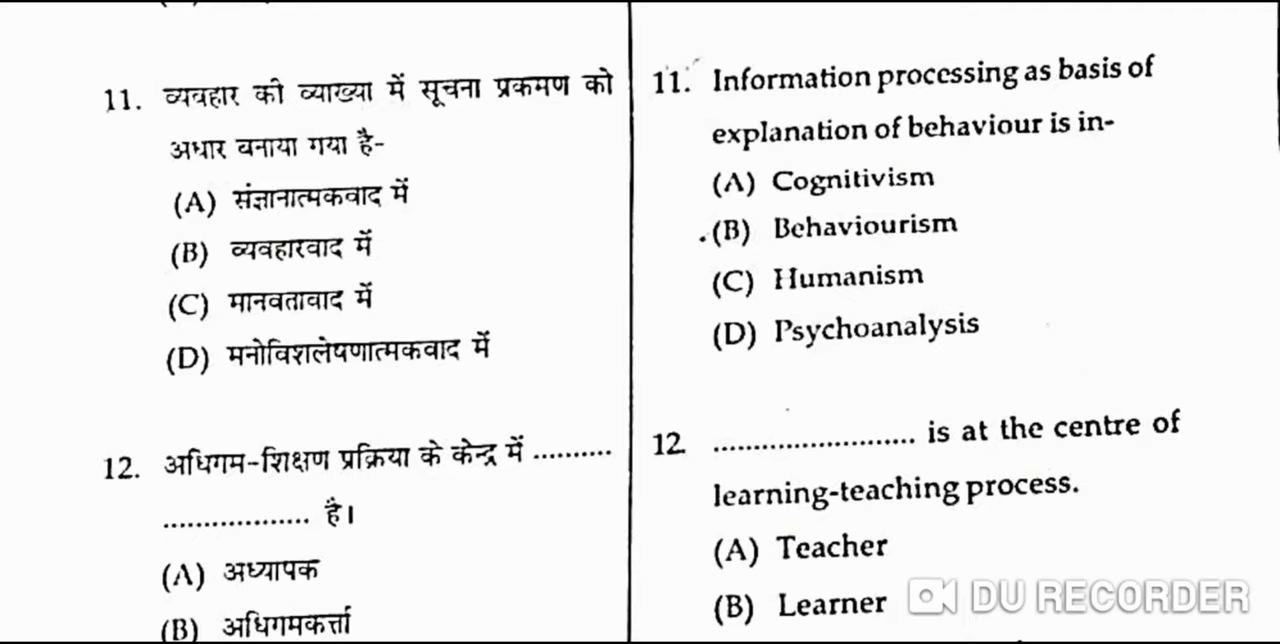 11. व्यवहार की व्याख्या में सूचना प्रकमण को
अधार बनाया गया है-
(A) संज्ञानात्मकवाद में
(B) व्यवहारवाद में
(C) मानवतावाद में
(D) मनोविशलेषणात्मकवाद में
12. अधिगम-शिक्षण प्रक्रिया के केन्द्र में ..........
.................. है।
(A) अध्यापक
(B) अधिगमकर्त्ता
11. Information processing as basis of
explanation of behaviour is in-
(A) Cognitivism
(B) Behaviourism
(C) Humanism
(D) Psychoanalysis
12. ......................... is at the centre of
learning-teaching process.
(A) Teacher
(B) Learner
DU RECORDER